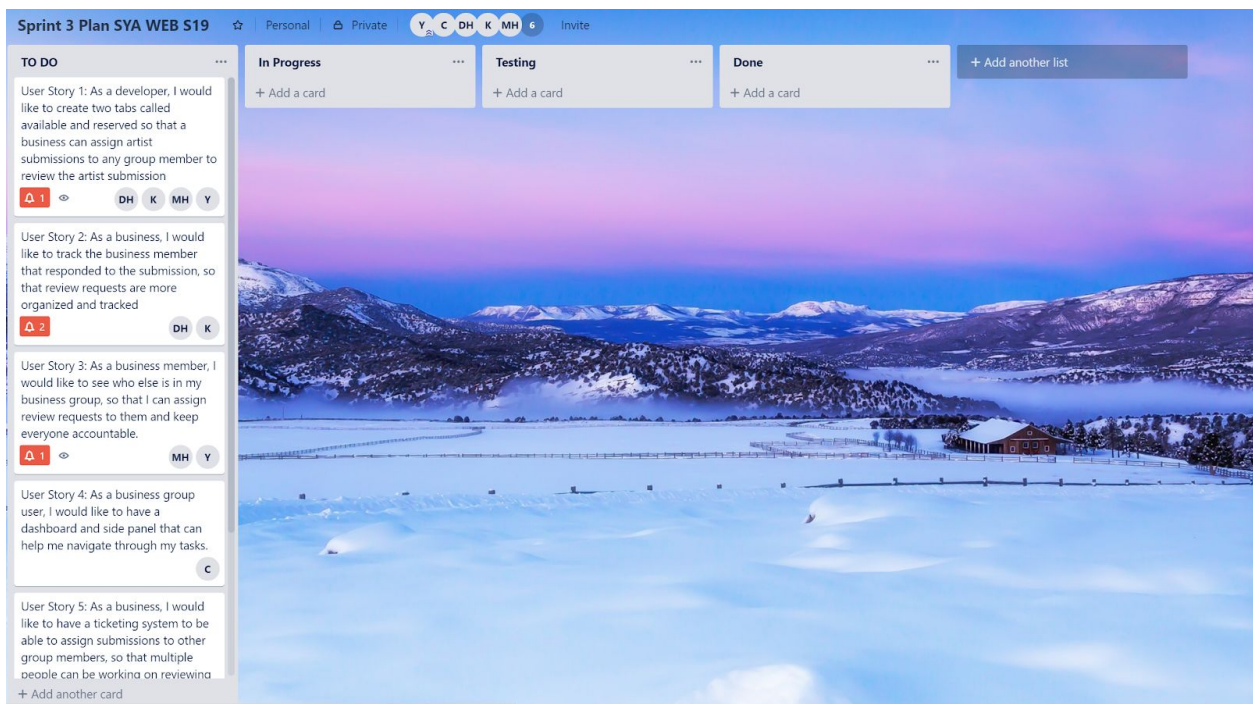 Sprint 3 Plan SYA WEB S19 Personal Private Y C DH K MH 6 Invite
TO DO
User Story 1: As a developer, I would
like to create two tabs called
available and reserved so that a
business can assign artist
submissions to any group member to
review the artist submission
1 DH K MH Y
User Story 2: As a business, I would
like to track the business member
that responded to the submission, so
that review requests are more
organized and tracked
2 DH K
User Story 3: As a business member, I
would like to see who else is in my
business group, so that I can assign
review requests to them and keep
everyone accountable.
1 MH Y
User Story 4: As a business group
user, I would like to have a
dashboard and side panel that can
help me navigate through my tasks.
C
User Story 5: As a business, I would
like to have a ticketing system to be
able to assign submissions to other
group members, so that multiple
people can be working on reviewing
+ Add another card
In Progress
+ Add a card
Testing
+ Add a card
Done
+ Add a card
+ Add another list